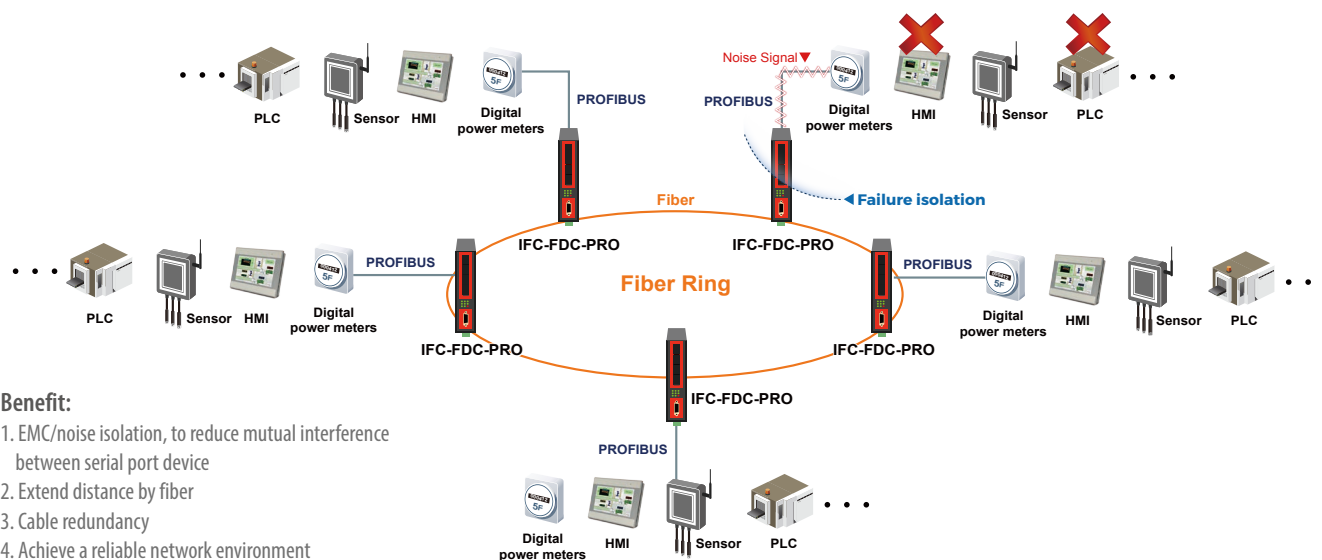 Noise Signal▼
PROFIBUS
PROFIBUS
PLC
Sensor
HMI
Digital
power meters
Digital
power meters
HMI
Sensor
PLC
◀Failure isolation
Fiber
IFC-FDC-PRO
IFC-FDC-PRO
PROFIBUS
PROFIBUS
Fiber Ring
PLC
Sensor
HMI
Digital
power meters
Digital
power meters
HMI
Sensor
PLC
IFC-FDC-PRO
IFC-FDC-PRO
IFC-FDC-PRO
Benefit:
1. EMC/noise isolation, to reduce mutual interference
between serial port device
2. Extend distance by fiber
3. Cable redundancy
4. Achieve a reliable network environment
PROFIBUS
Digital
power meters
HMI
Sensor
PLC